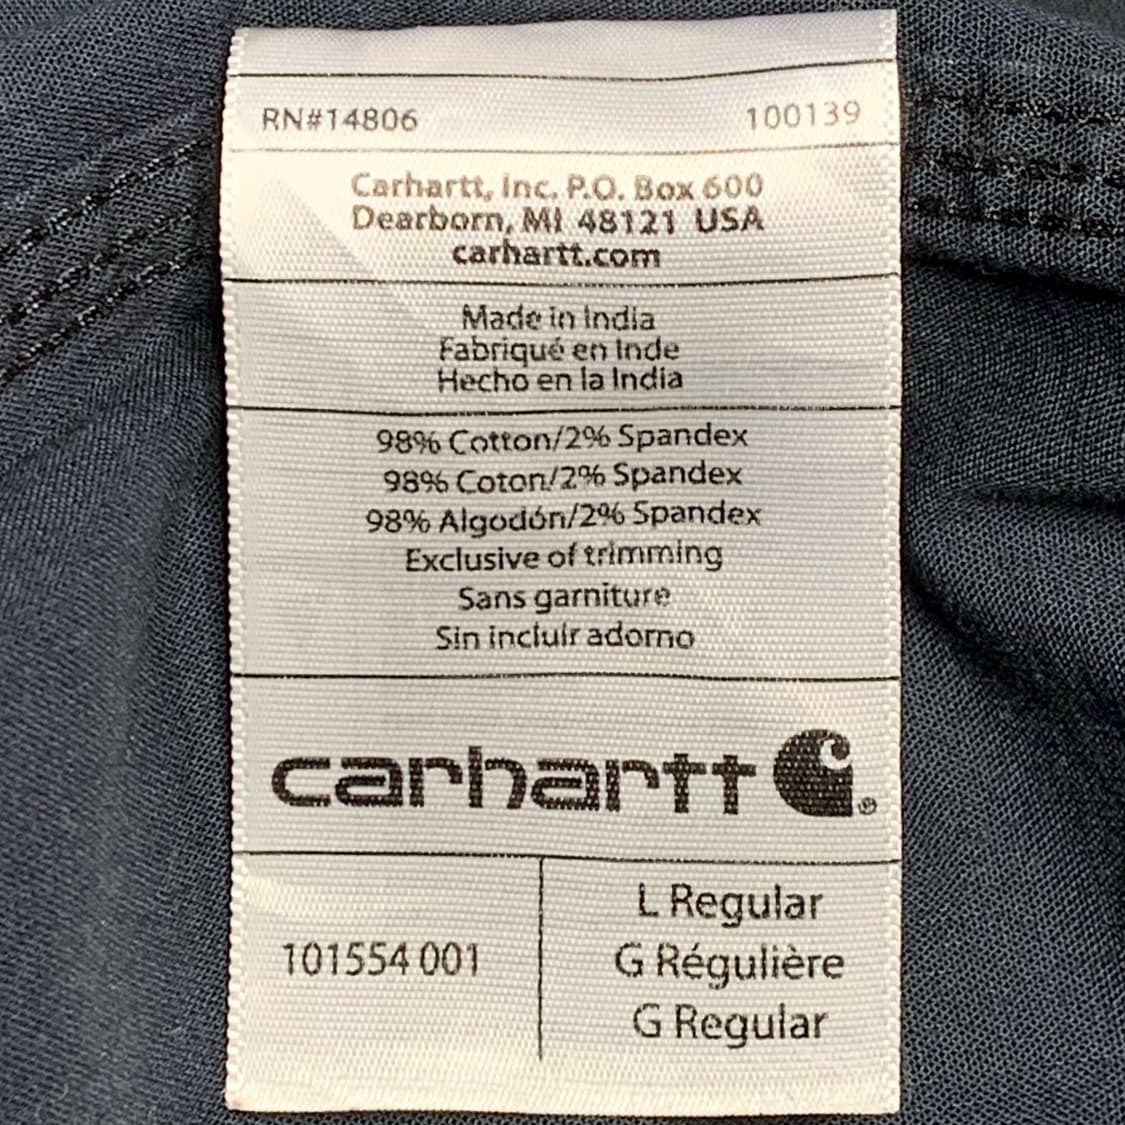 RN#14806 100139
Carhartt, Inc. P.O. Box 600
Dearborn, MI 48121 USA
carhartt.com
Made in India
Fabriqué en Inde
Hecho en la India
98% Cotton/2% Spandex
98% Coton/2% Spandex
98% Algodón/2% Spandex
Exclusive of trimming
Sans garniture
Sin incluir adorno
carhartt ®
101554 001
L Regular
G Régulière
G Regular